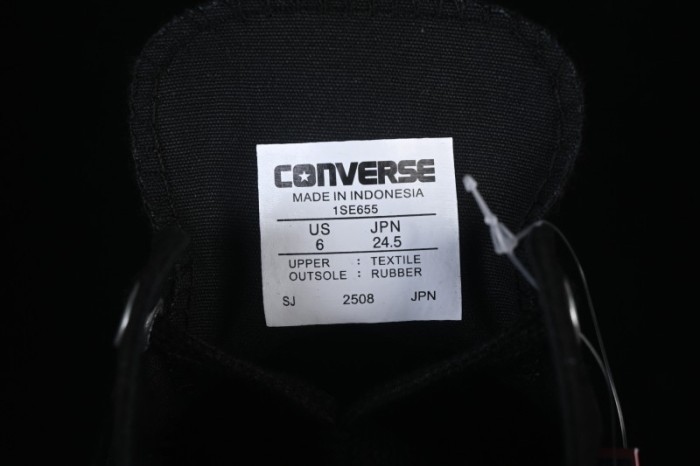 CONVERSE
MADE IN INDONESIA
1SE655
US JPN
6 24.5
UPPER : TEXTILE
OUTSOLE : RUBBER
SJ 2508 JPN